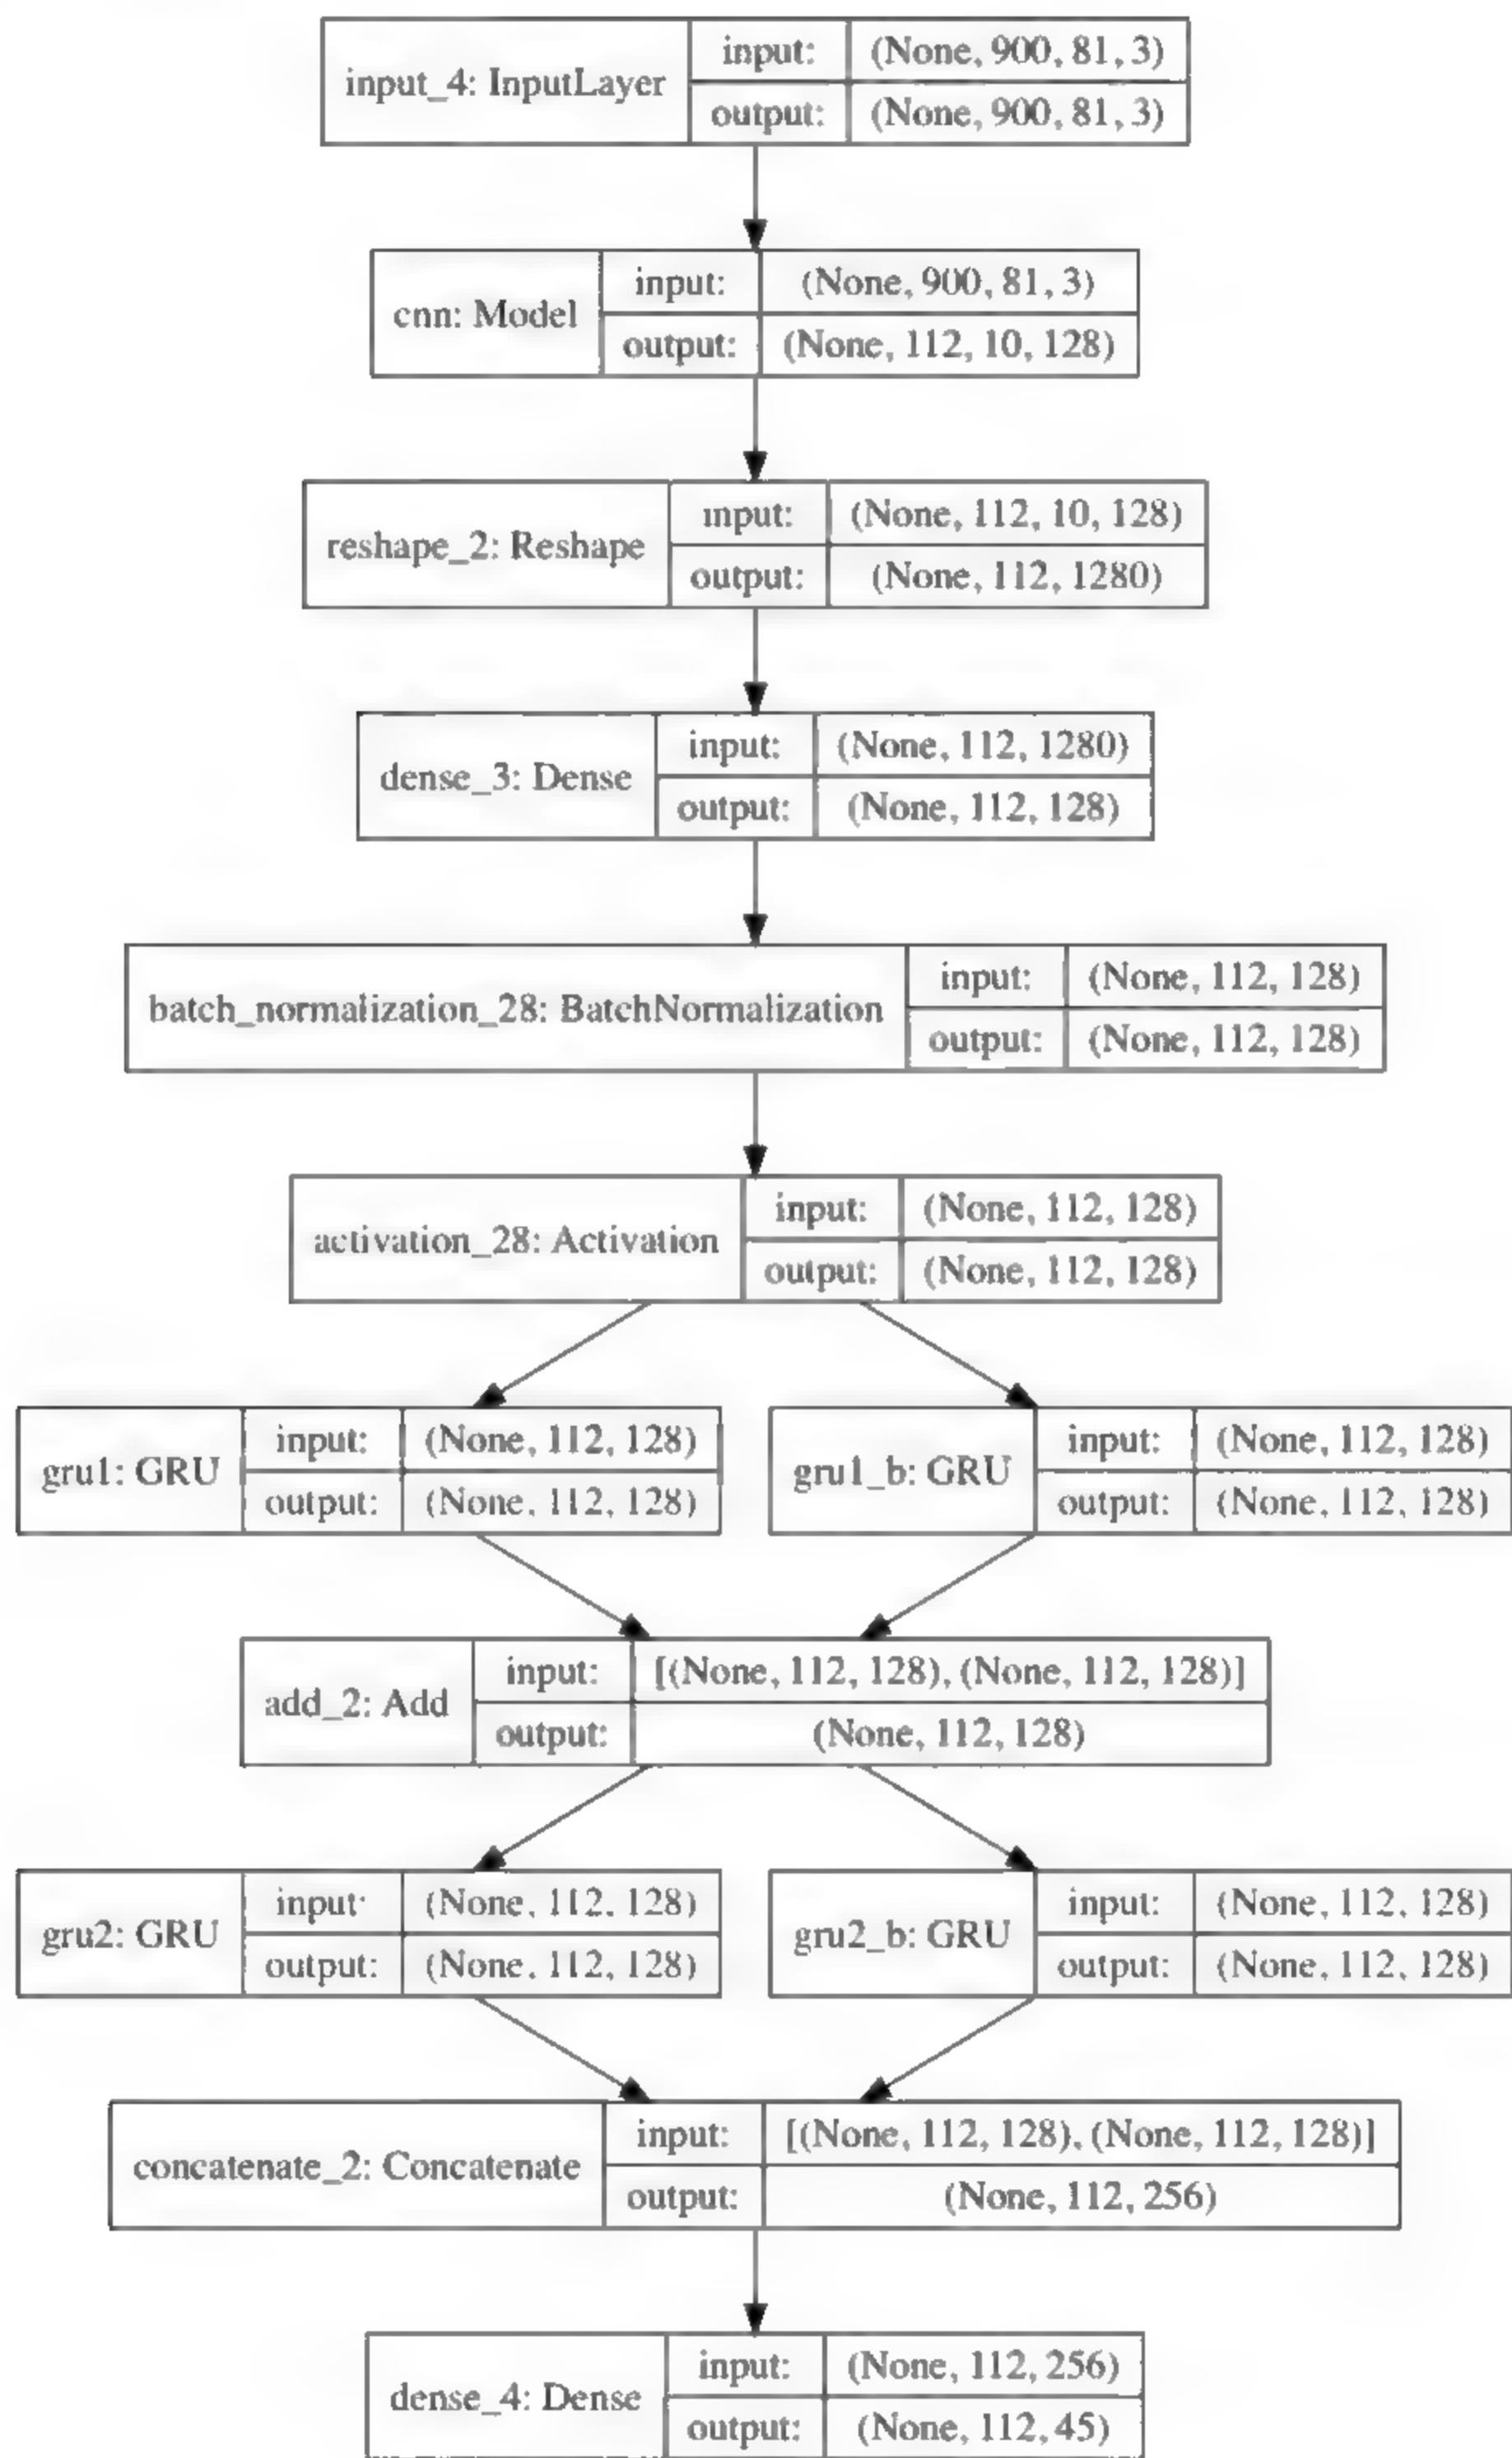 input_4: InputLayer
input: (None, 900, 81, 3)
output: (None, 900, 81, 3)
cnn: Model
input: (None, 900, 81, 3)
output: (None, 112, 10, 128)
reshape_2: Reshape
input: (None, 112, 10, 128)
output: (None, 112, 1280)
dense_3: Dense
input: (None, 112, 1280)
output: (None, 112, 128)
batch_normalization_28: BatchNormalization
input: (None, 112, 128)
output: (None, 112, 128)
activation_28: Activation
input: (None, 112, 128)
output: (None, 112, 128)
gru1: GRU
input: (None, 112, 128)
output: (None, 112, 128)
gru1_b: GRU
input: (None, 112, 128)
output: (None, 112, 128)
add_2: Add
input: [(None, 112, 128), (None, 112, 128)]
output: (None, 112, 128)
gru2: GRU
input: (None, 112, 128)
output: (None, 112, 128)
gru2_b: GRU
input: (None, 112, 128)
output: (None, 112, 128)
concatenate_2: Concatenate
input: [(None, 112, 128), (None, 112, 128)]
output: (None, 112, 256)
dense_4: Dense
input: (None, 112, 256)
output: (None, 112, 45)